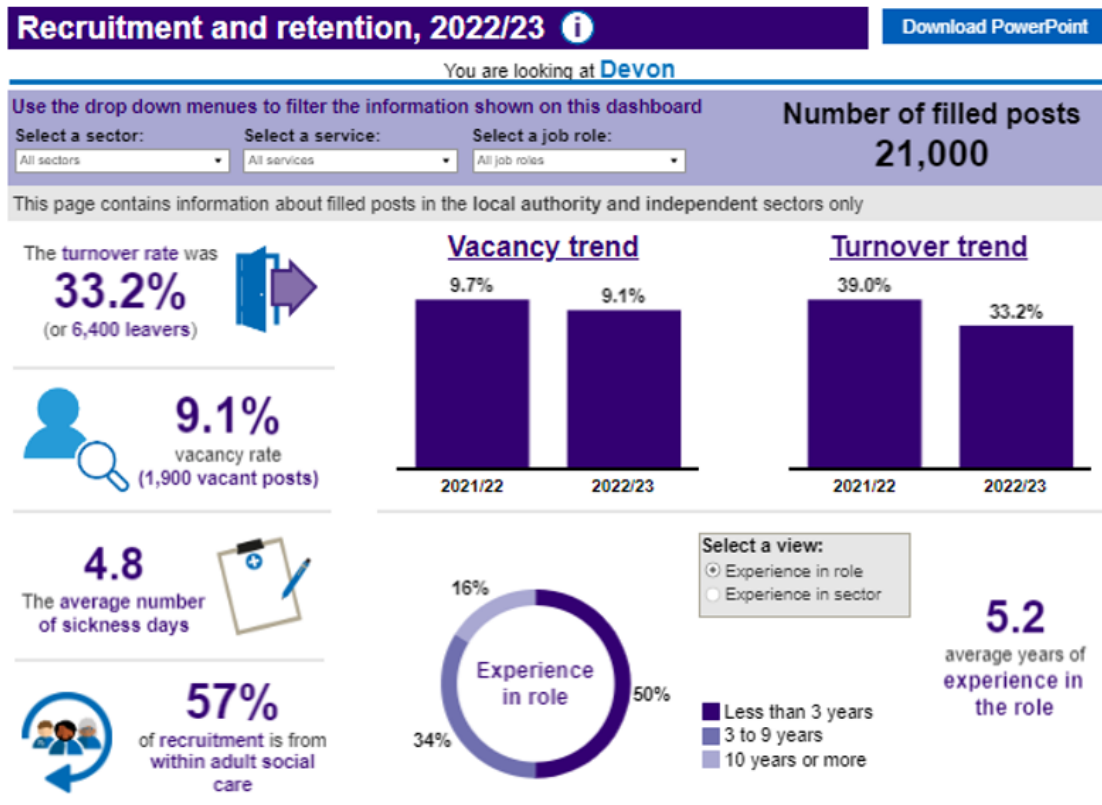 Recruitment and retention, 2022/23 i
Download PowerPoint
You are looking at Devon
Use the drop down menues to filter the information shown on this dashboard
Select a sector:
All sectors
Select a service:
All services
Select a job role:
All job roles
Number of filled posts
21,000
This page contains information about filled posts in the local authority and independent sectors only
The turnover rate was
33.2%
(or 6,400 leavers)
9.1%
vacancy rate
(1,900 vacant posts)
4.8
The average number
of sickness days
57%
of recruitment is from
within adult social
care
Vacancy trend
9.7%
9.1%
2021/22
2022/23
Turnover trend
39.0%
33.2%
2021/22
2022/23
16%
50%
34%
Experience
in role
Select a view:
Experience in role
Experience in sector
Less than 3 years
3 to 9 years
10 years or more
5.2
average years of
experience in
the role